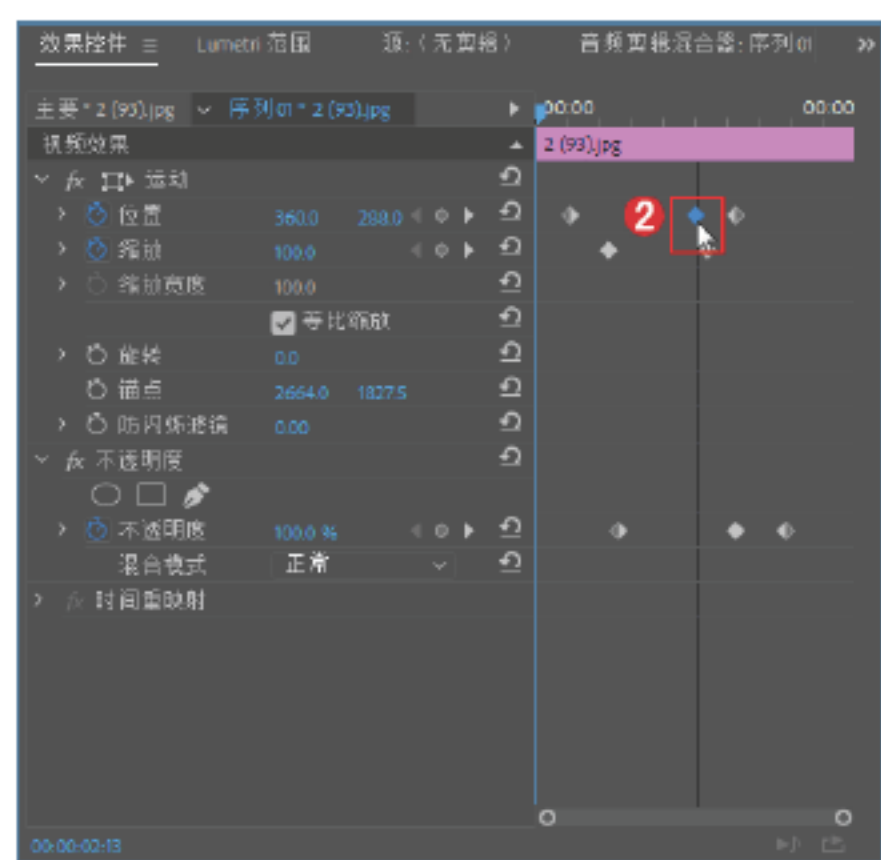 效果控件 Lumetri 范围 源:(无剪辑) 音频剪辑混合器:序列 01 »
主要 * 2 (93).jpg 序列 01 * 2 (93).jpg 00:00 00:00
视频效果 2 (93).jpg
fx 运动
位置 360.0 288.0 2
缩放 100.0
缩放宽度 100.0
等比缩放
旋转 0.0
锚点 2664.0 1827.5
防闪烁滤镜 0.00
fx 不透明度
不透明度 100.0 %
混合模式 正常
fx 时间重映射
00:00:02:13